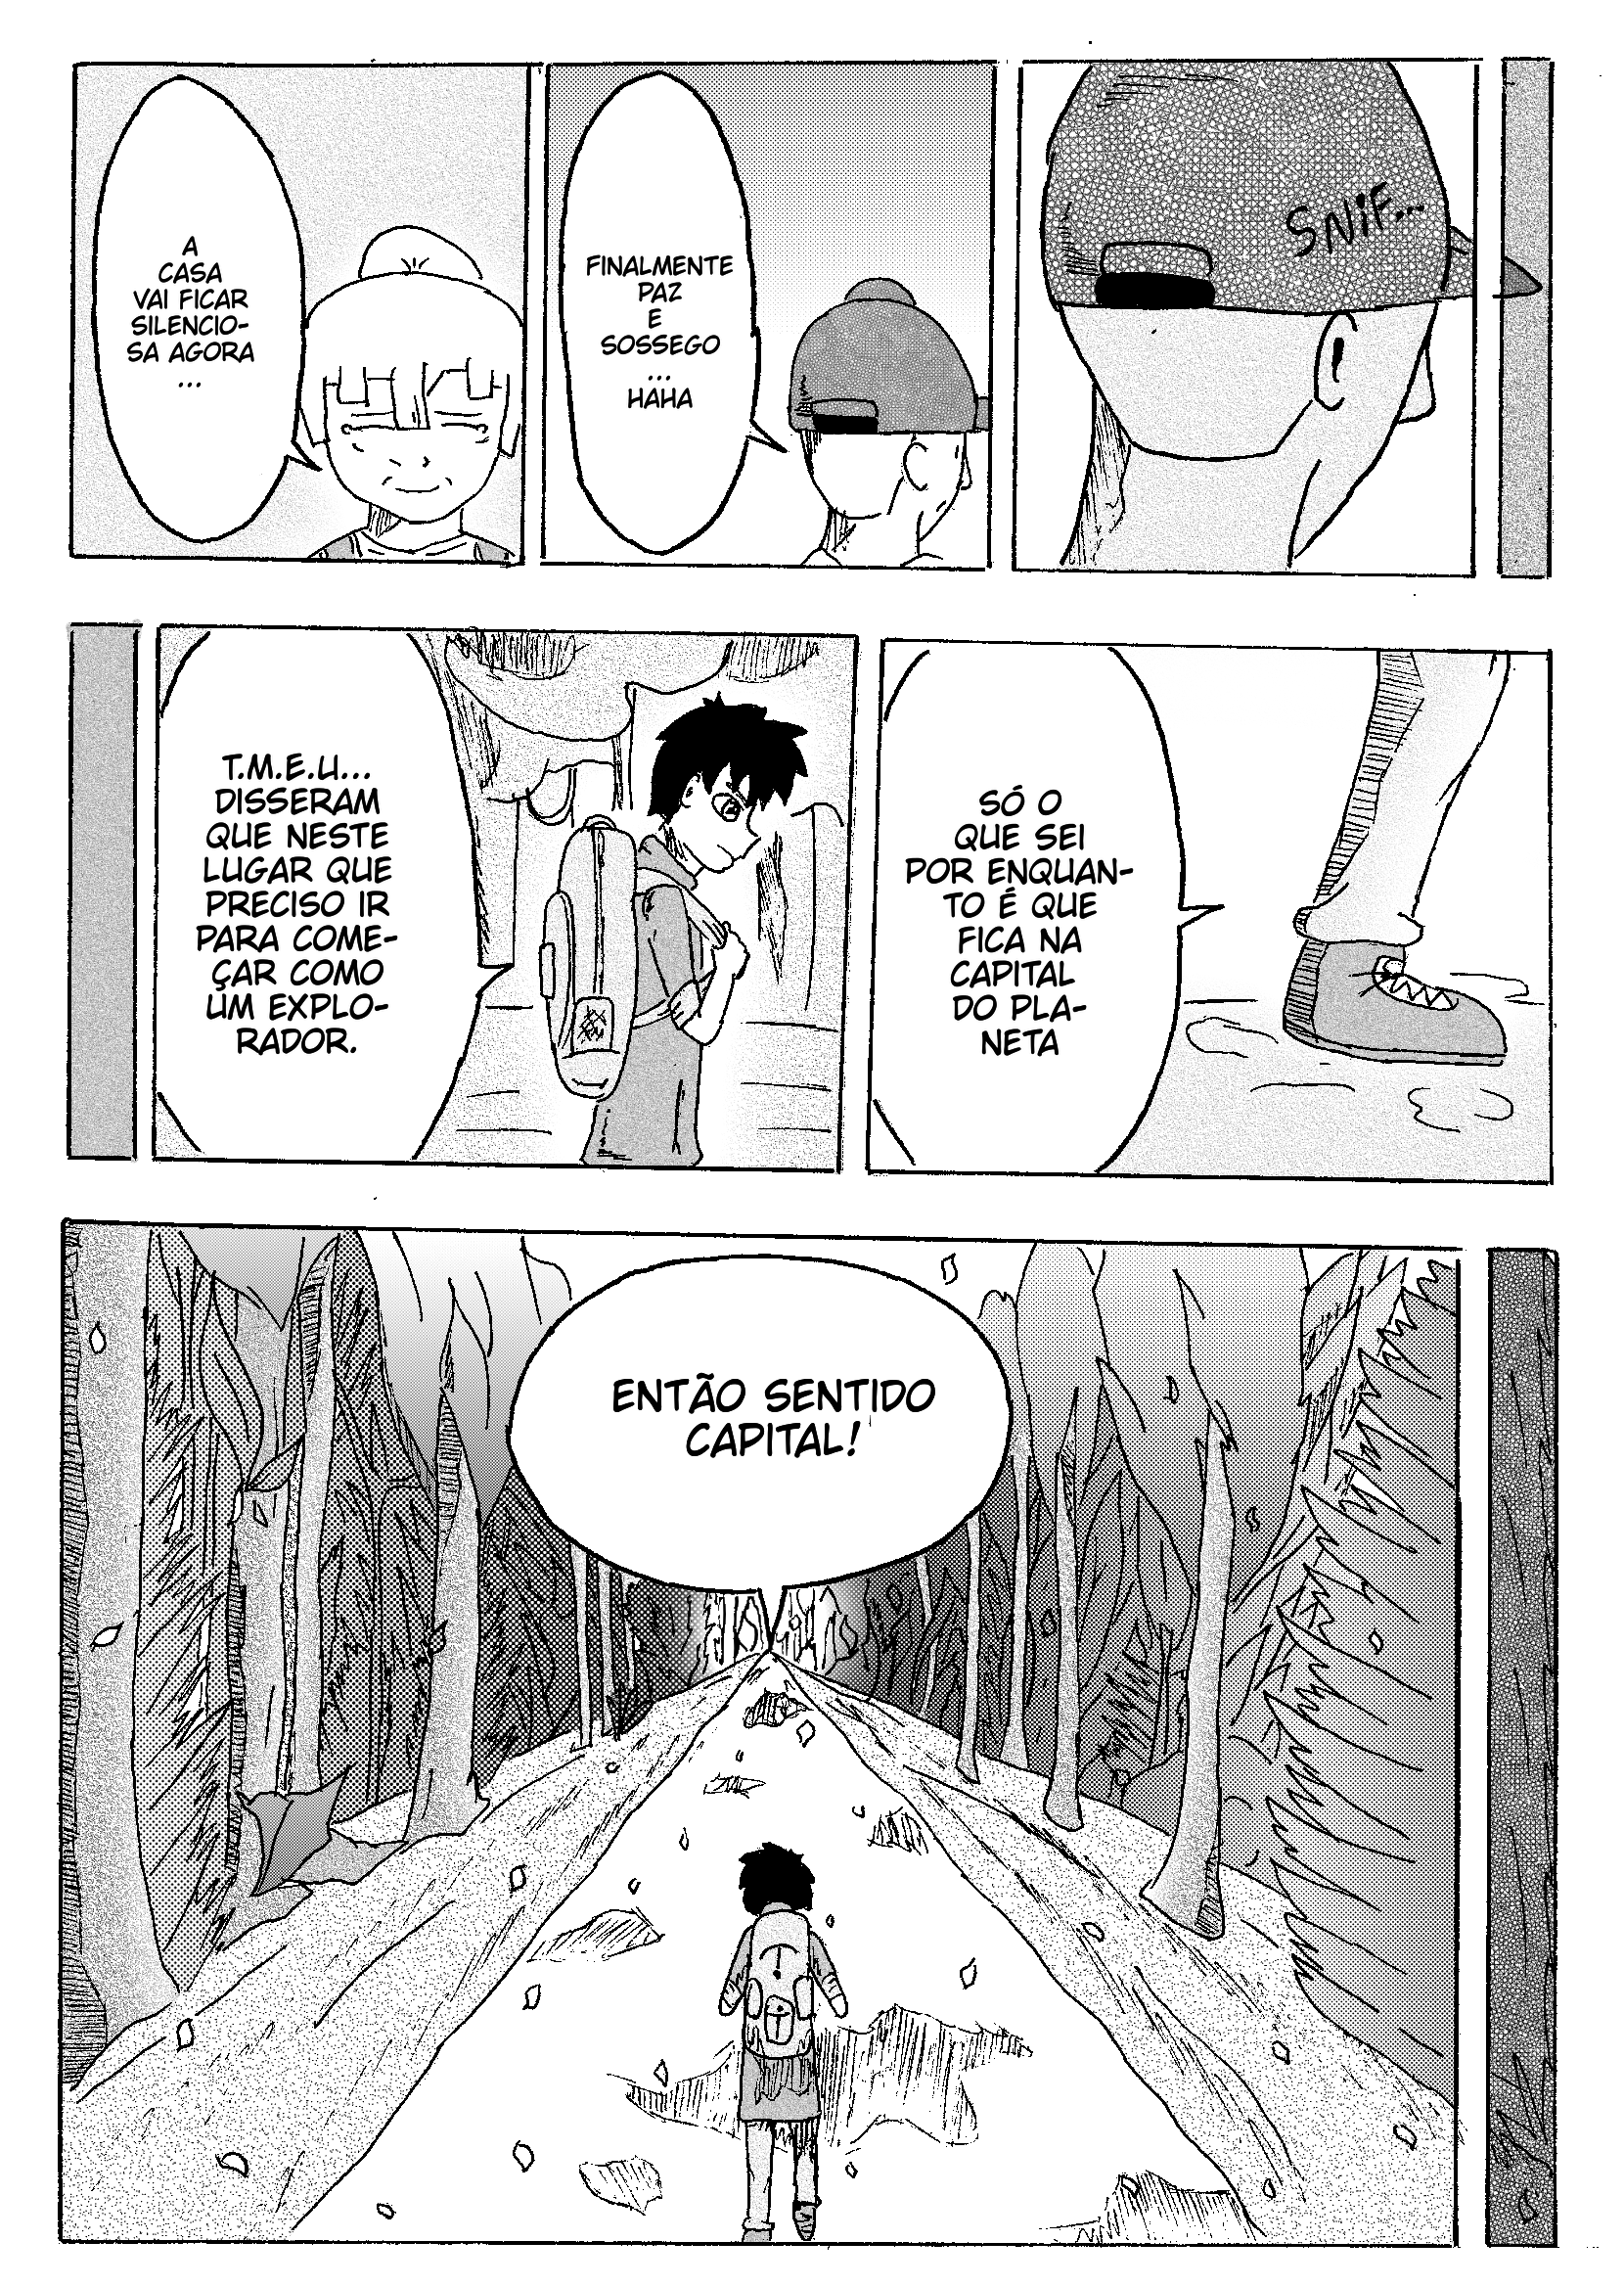 A
CASA
VAI FICAR
SILENCIO-
SA AGORA
...
FINALMENTE
PAZ
E
SOSSEGO
...
HAHA
SNIF...
T.M.E.U...
DISSERAM
QUE NESTE
LUGAR QUE
PRECISO IR
PARA COME-
ÇAR COMO
UM EXPLO-
RADOR.
SÓ O
QUE SEI
POR ENQUAN-
TO É QUE
FICA NA
CAPITAL
DO PLA-
NETA
ENTÃO SENTIDO
CAPITAL!